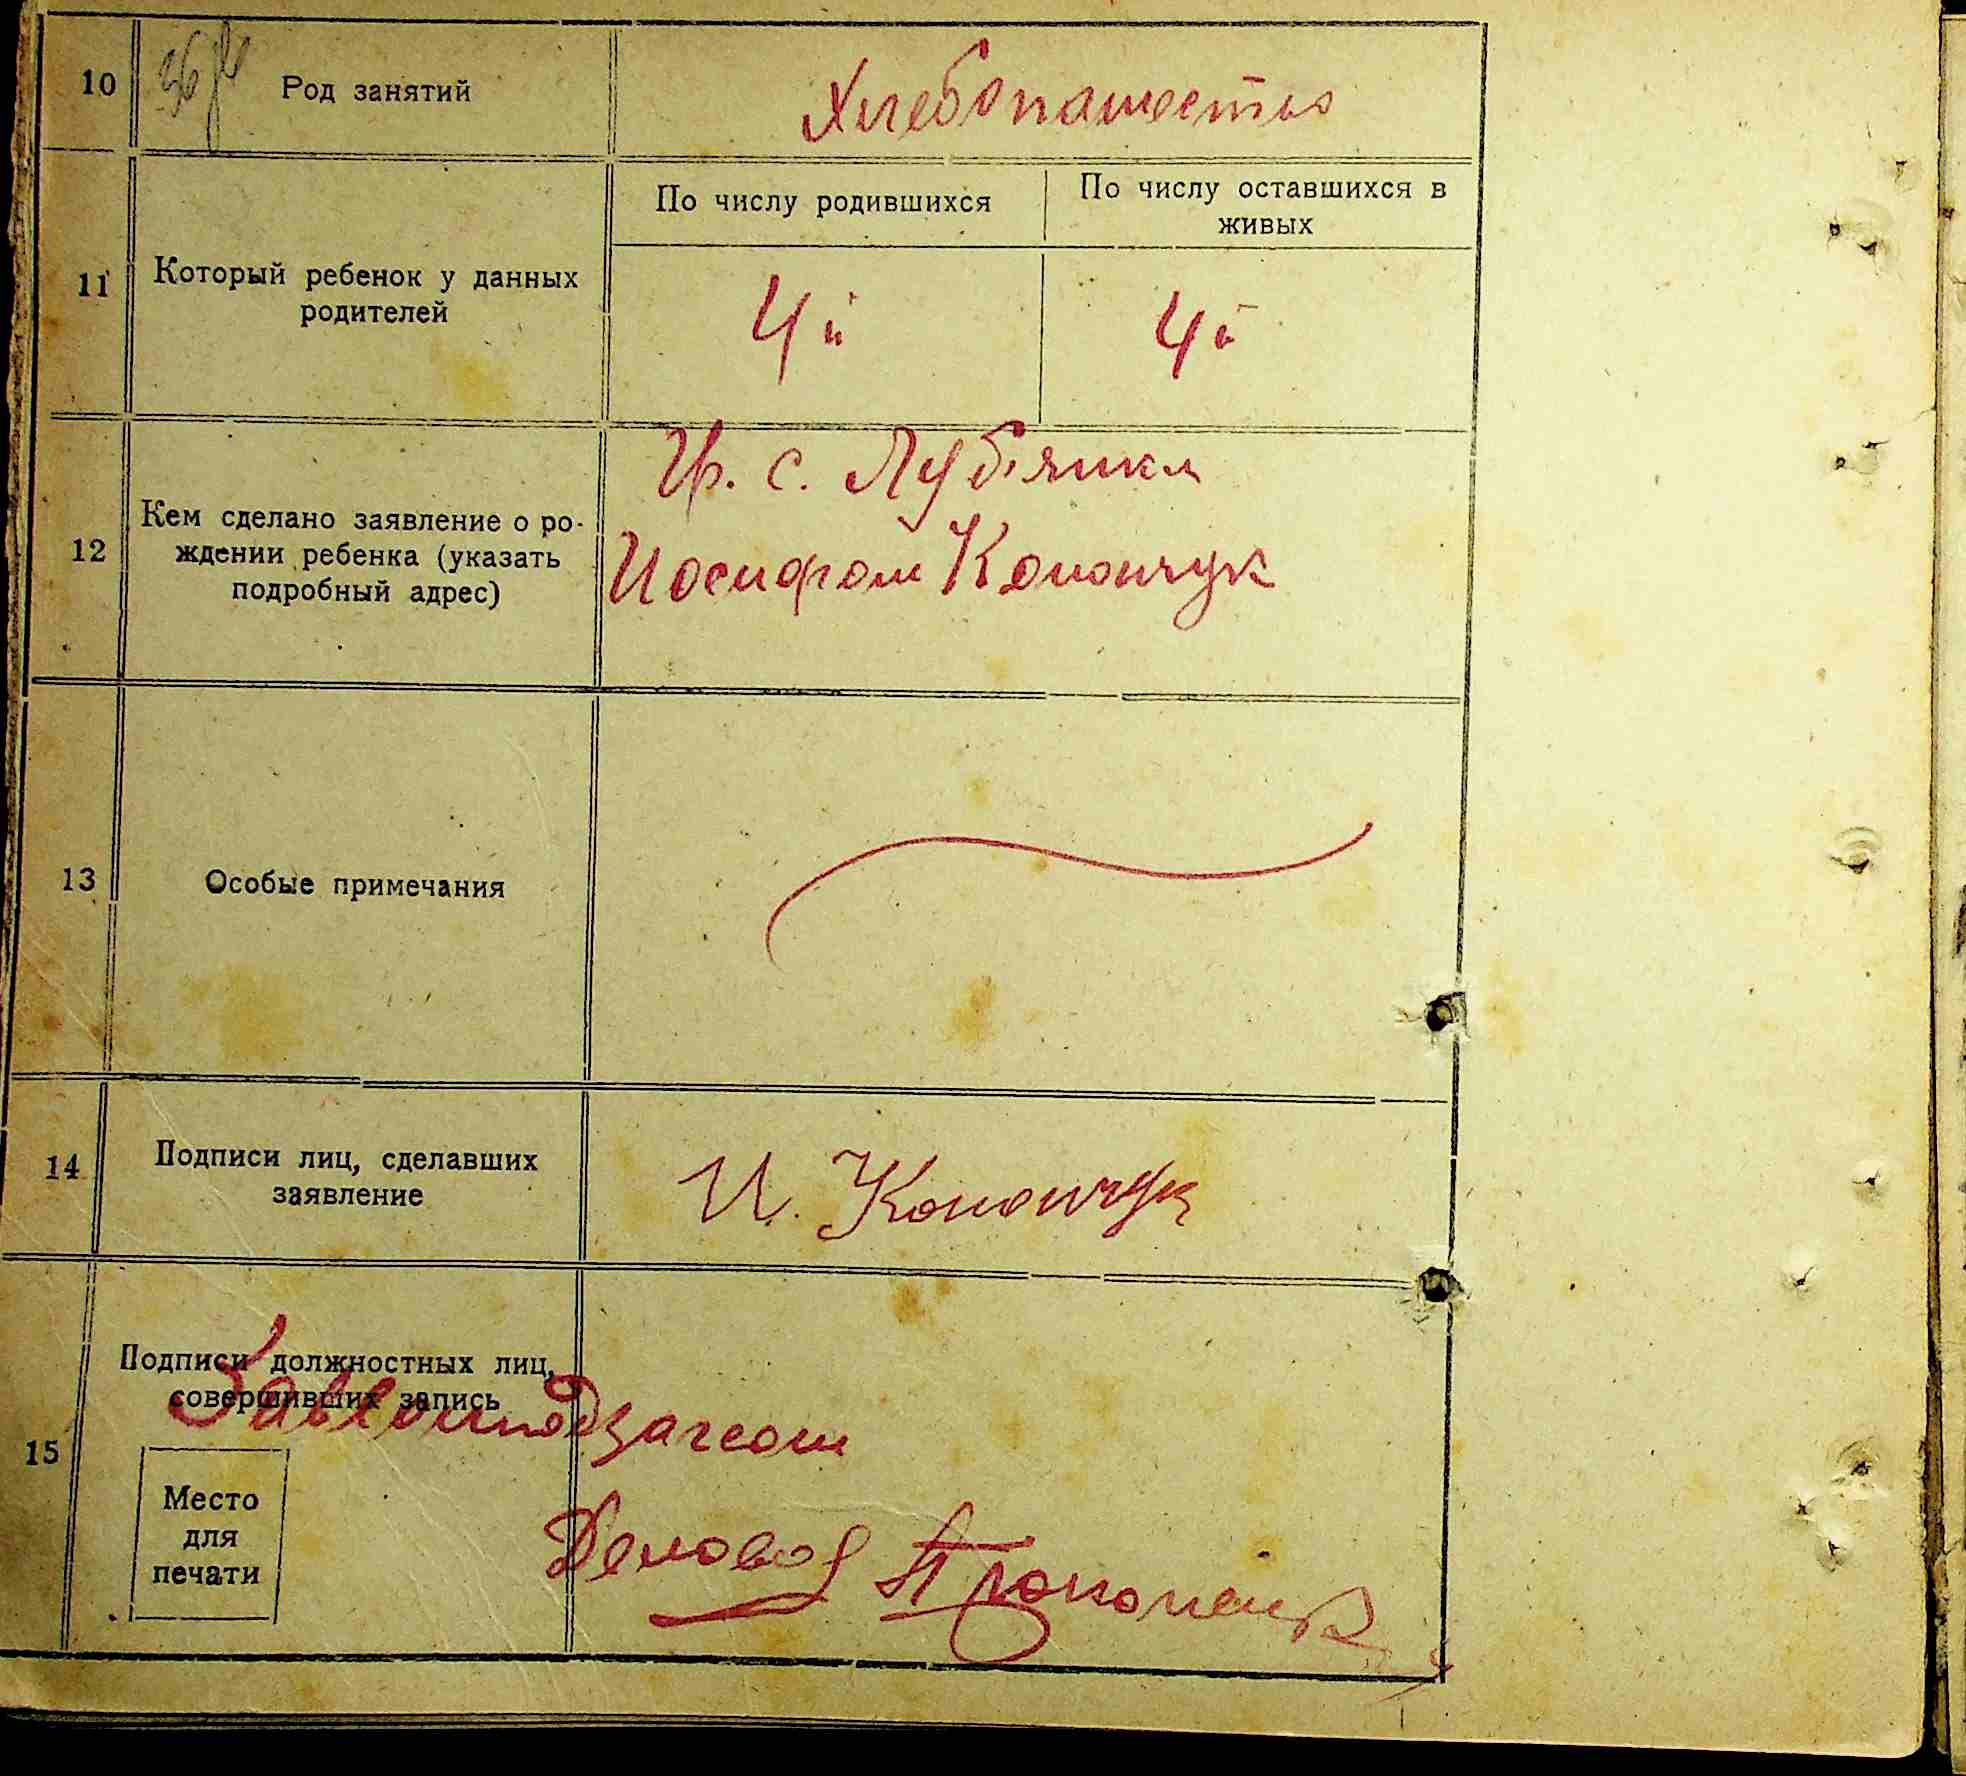 10
Род занятий
Хлебопашество
11
Который ребенок у данных
родителей
По числу родившихся
По числу оставшихся в
живых
4й
4й
12
Кем сделано заявление о ро-
ждении ребенка (указать
подробный адрес)
Гр. с. Лубянки
Иосифом Конончук
13
Особые примечания
14
Подписи лиц, сделавших
заявление
И. Конончук
15
Подписи должностных лиц,
совершивших запись
Место
для
печати
Деловод